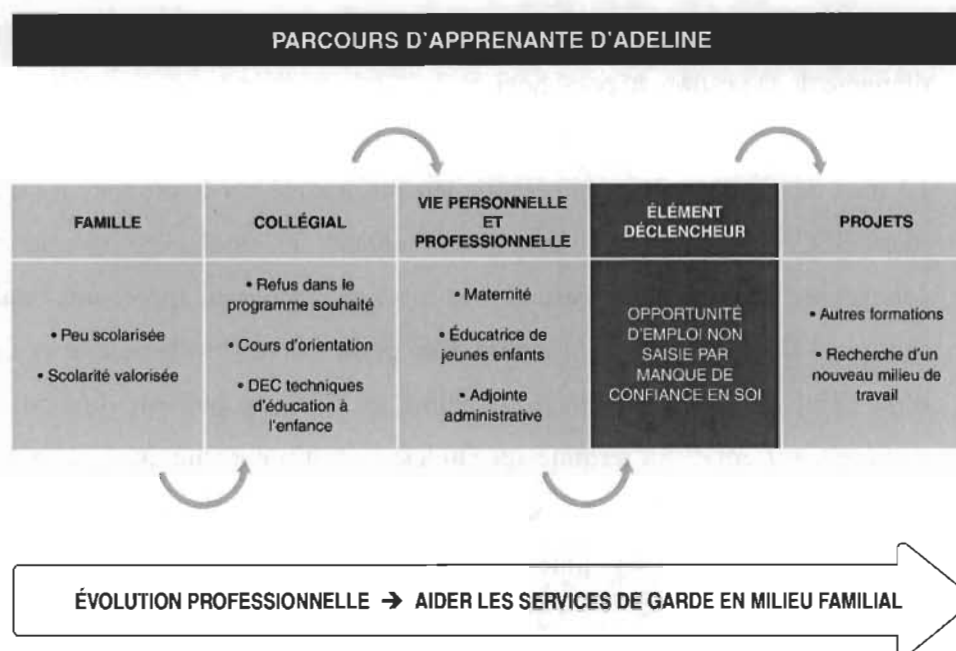 PARCOURS D'APPRENANTE D'ADELINE
FAMILLE
• Peu scolarisée
• Scolarité valorisée
COLLÉGIAL
• Refus dans le
programme souhaité
• Cours d'orientation
• DEC techniques
d'éducation à
l'enfance
VIE PERSONNELLE
ET
PROFESSIONNELLE
• Maternité
• Éducatrice de
jeunes enfants
• Adjointe
administrative
ÉLÉMENT
DÉCLENCHEUR
OPPORTUNITÉ
D'EMPLOI NON
SAISIE PAR
MANQUE DE
CONFIANCE EN SOI
PROJETS
• Autres formations
• Recherche d'un
nouveau milieu de
travail
ÉVOLUTION PROFESSIONNELLE → AIDER LES SERVICES DE GARDE EN MILIEU FAMILIAL